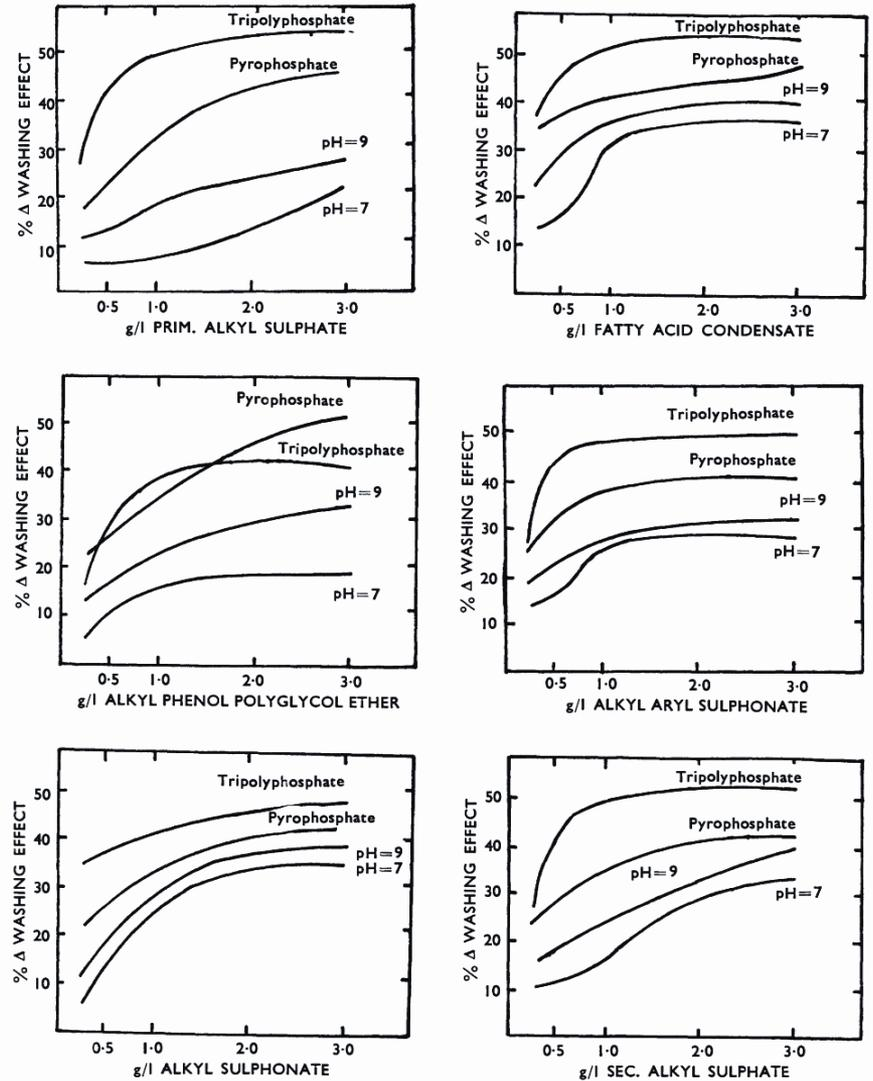 % Δ WASHING EFFECT
50
40
30
20
10
Tripolyphosphate
Pyrophosphate
pH=9
pH=7
0·5 1·0 2·0 3·0
g/l PRIM. ALKYL SULPHATE
% Δ WASHING EFFECT
50
40
30
20
10
Tripolyphosphate
Pyrophosphate
pH=9
pH=7
0·5 1·0 2·0 3·0
g/l FATTY ACID CONDENSATE
% Δ WASHING EFFECT
50
40
30
20
10
Pyrophosphate
Tripolyphosphate
pH=9
pH=7
0·5 1·0 2·0 3·0
g/l ALKYL PHENOL POLYGLYCOL ETHER
% Δ WASHING EFFECT
50
40
30
20
10
Tripolyphosphate
Pyrophosphate
pH=9
pH=7
0·5 1·0 2·0 3·0
g/l ALKYL ARYL SULPHONATE
% Δ WASHING EFFECT
50
40
30
20
10
Tripolyphosphate
Pyrophosphate
pH=9
pH=7
0·5 1·0 2·0 3·0
g/l ALKYL SULPHONATE
% Δ WASHING EFFECT
50
40
30
20
10
Tripolyphosphate
Pyrophosphate
pH=9
pH=7
0·5 1·0 2·0 3·0
g/l SEC. ALKYL SULPHATE